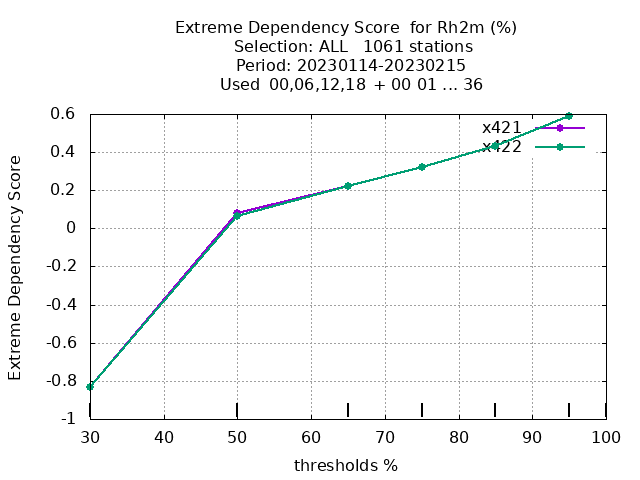 Extreme Dependency Score  for Rh2m (%)
Selection: ALL   1061 stations
Period: 20230114-20230215
Used  00,06,12,18  + 00 01 ... 36
Extreme Dependency Score
0.6
0.4
0.2
0
-0.2
-0.4
-0.6
-0.8
-1
x421
x422
30 40 50 60 70 80 90 100
thresholds %